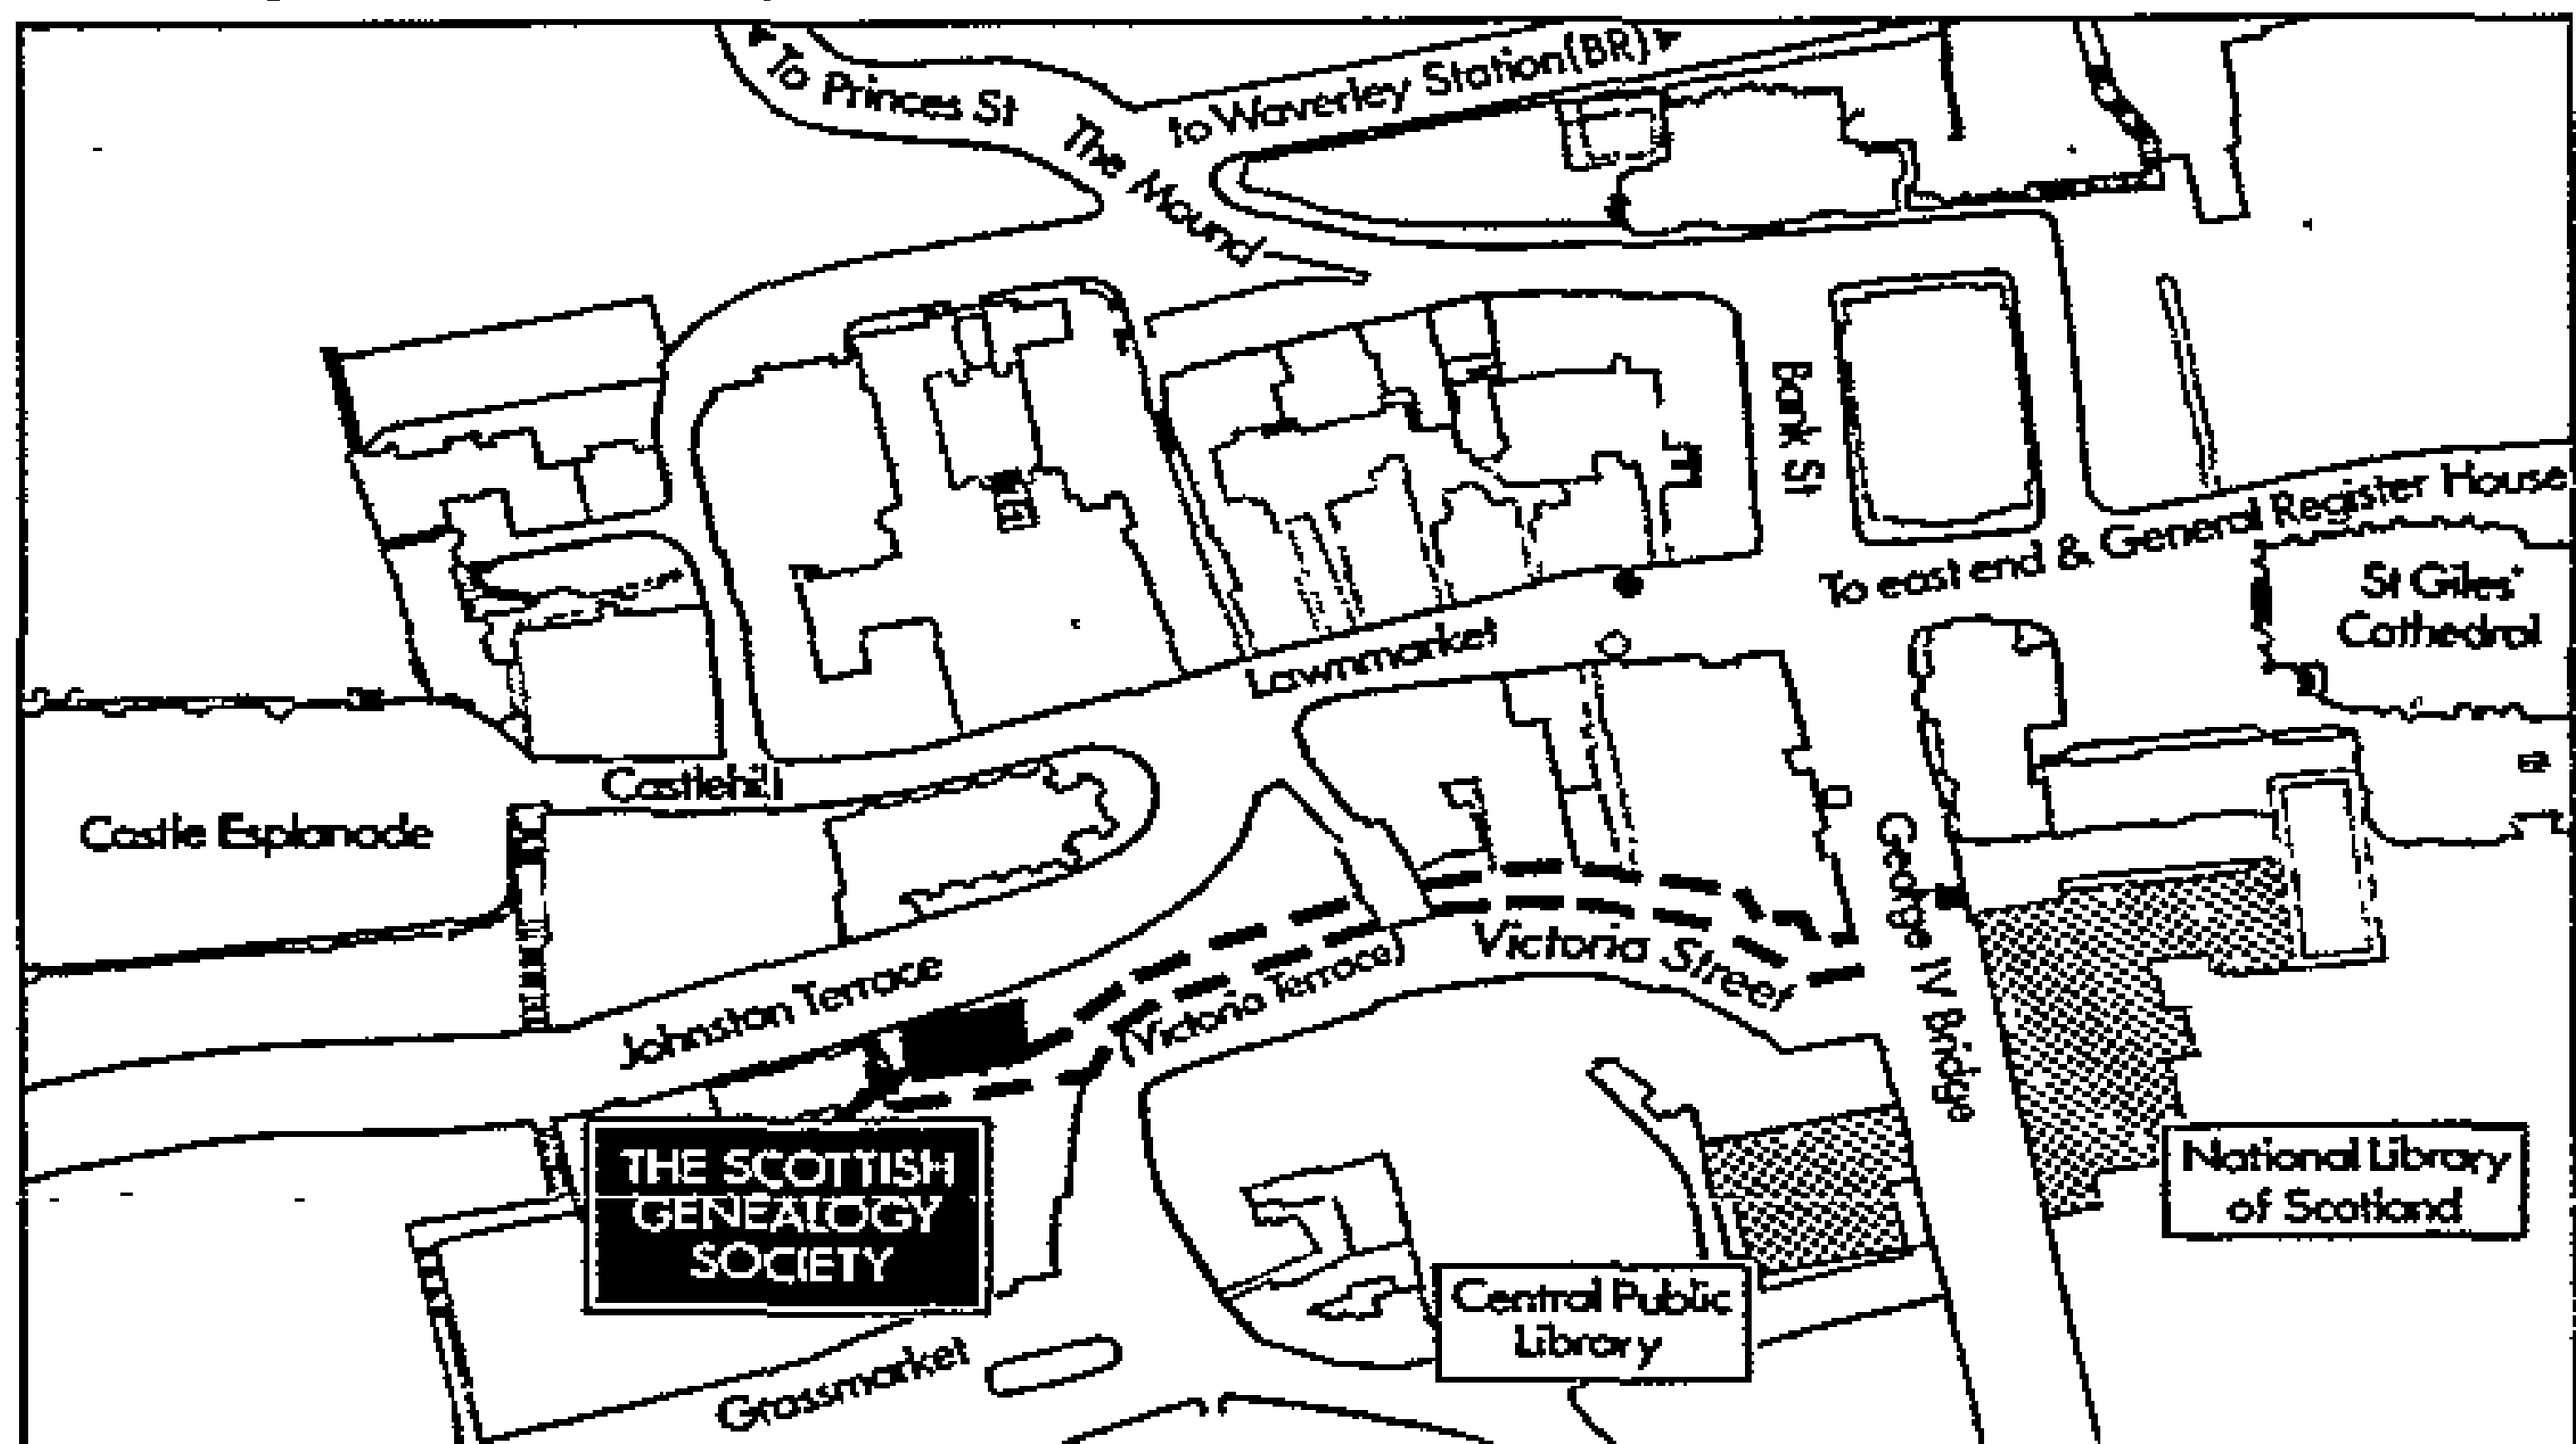 To Princes St
The Mound
to Waverley Station(BR)
Bank St
To east end & General Register House
St Giles'
Cathedral
Lawnmarket
Castlehill
Castle Esplanade
George IV Bridge
Victoria Street
(Victoria Terrace)
Johnston Terrace
THE SCOTTISH
GENEALOGY
SOCIETY
National Library
of Scotland
Central Public
Library
Grassmarket